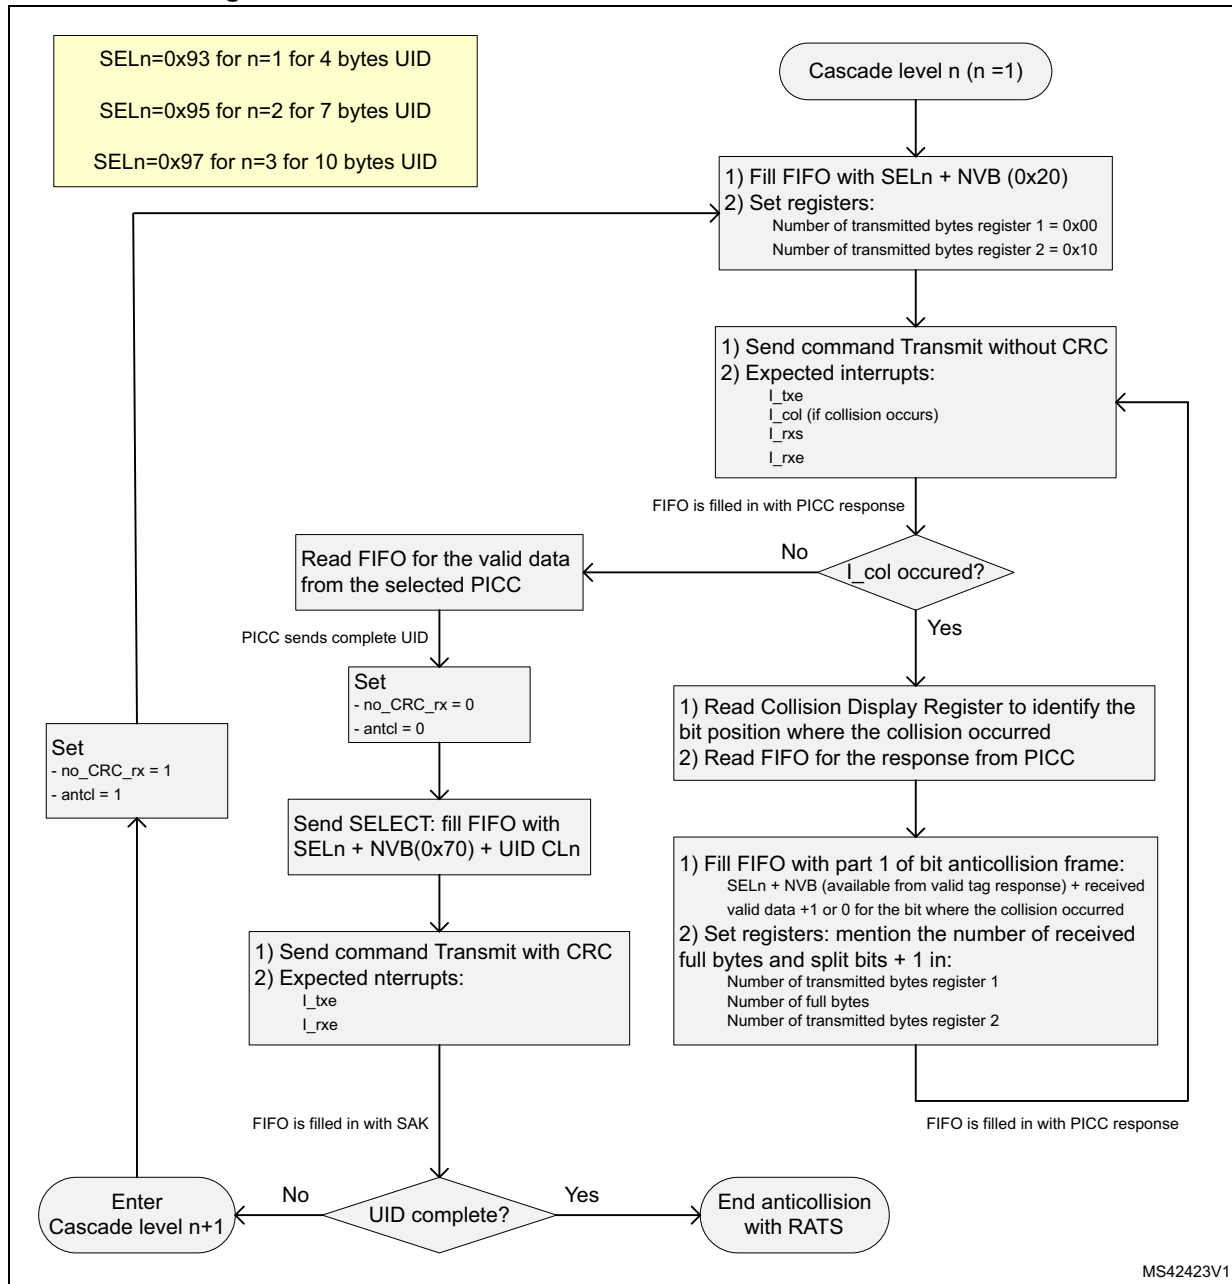 SELn=0x93 for n=1 for 4 bytes UID
SELn=0x95 for n=2 for 7 bytes UID
SELn=0x97 for n=3 for 10 bytes UID
Cascade level n (n =1)
1) Fill FIFO with SELn + NVB (0x20)
2) Set registers:
Number of transmitted bytes register 1 = 0x00
Number of transmitted bytes register 2 = 0x10
1) Send command Transmit without CRC
2) Expected interrupts:
I_txe
I_col (if collision occurs)
I_rxs
I_rxe
FIFO is filled in with PICC response
I_col occured?
No
Yes
Read FIFO for the valid data
from the selected PICC
PICC sends complete UID
Set
- no_CRC_rx = 0
- antcl = 0
Send SELECT: fill FIFO with
SELn + NVB(0x70) + UID CLn
1) Send command Transmit with CRC
2) Expected nterrupts:
I_txe
I_rxe
FIFO is filled in with SAK
1) Read Collision Display Register to identify the
bit position where the collision occurred
2) Read FIFO for the response from PICC
1) Fill FIFO with part 1 of bit anticollision frame:
SELn + NVB (available from valid tag response) + received
valid data +1 or 0 for the bit where the collision occurred
2) Set registers: mention the number of received
full bytes and split bits + 1 in:
Number of transmitted bytes register 1
Number of full bytes
Number of transmitted bytes register 2
FIFO is filled in with PICC response
Set
- no_CRC_rx = 1
- antcl = 1
Enter
Cascade level n+1
No
UID complete?
Yes
End anticollision
with RATS
MS42423V1